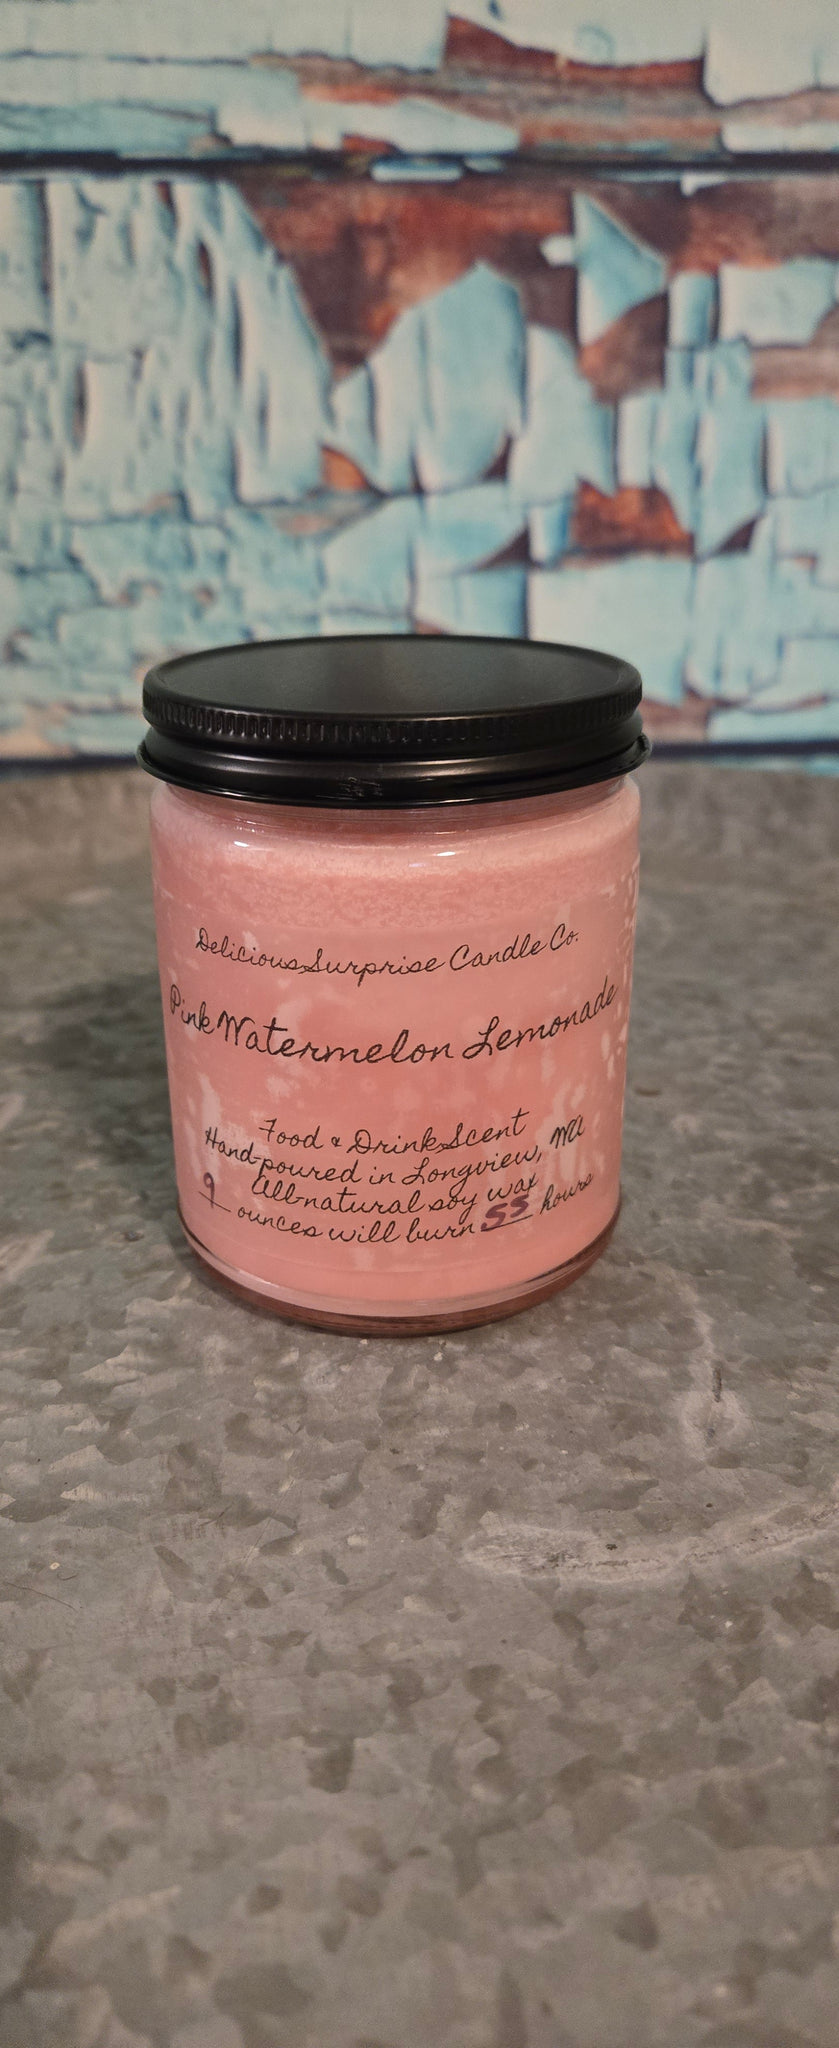 Delicious Surprise Candle Co.
Pink Watermelon Lemonade
Food & Drink Scent
Hand-poured in Longview, WA
All-natural soy wax
9 ounces will burn 55 hours